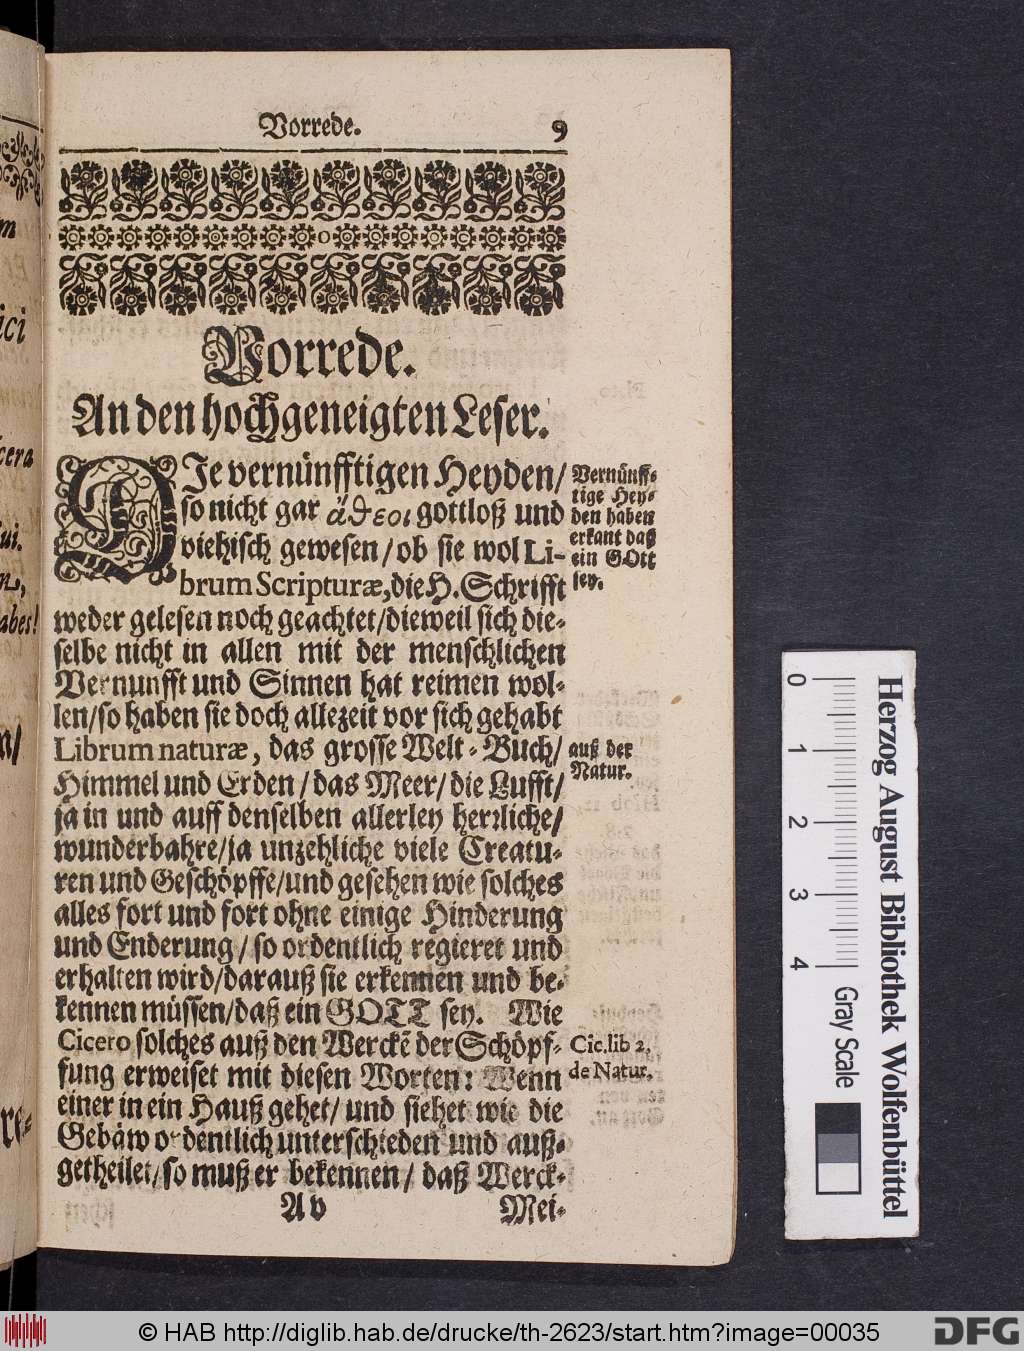 Vorrede. 9
Vorrede.
An den hochgeneigten Leser.
DIe vernünfftigen Heyden/
so nicht gar ἄθεοι gottloß und
viehisch gewesen/ob sie wol Li-
brum Scripturæ, die H. Schrifft
weder gelesen noch geachtet/dieweil sich die-
selbe nicht in allen mit der menschlichen
Vernunfft und Sinnen hat reimen wol-
len/so haben sie doch allezeit vor sich gehabt
Librum naturæ, das grosse Welt-Buch/
Himmel und Erden/das Meer/die Lufft/
ja in und auff denselben allerley herrliche/
wunderbahre/ja unzehliche viele Creatu-
ren und Geschöpffe/und gesehen wie solches
alles fort und fort ohne einige Hinderung
und Enderung/so ordentlich regieret und
erhalten wird/darauß sie erkennen und be-
kennen müssen/daß ein GOTT sey. Wie
Cicero solches auß den Werckē der Schöpf-
fung erweiset mit diesen Worten: Wenn
einer in ein Hauß gehet/und siehet wie die
Gebäw ordentlich unterschieden und auß-
getheilet/so muß er bekennen/daß Werck-
A v Mei-
Vernünff-
tige Hey-
den haben
erkant daß
ein GOtt
sey.
auß der
Natur.
Cic. lib 2.
de Natur.
ici
cera
lui.
abes!
re-
0
1
2
3
4
Herzog August Bibliothek Wolfenbüttel
Gray Scale
© HAB http://diglib.hab.de/drucke/th-2623/start.htm?image=00035
DFG